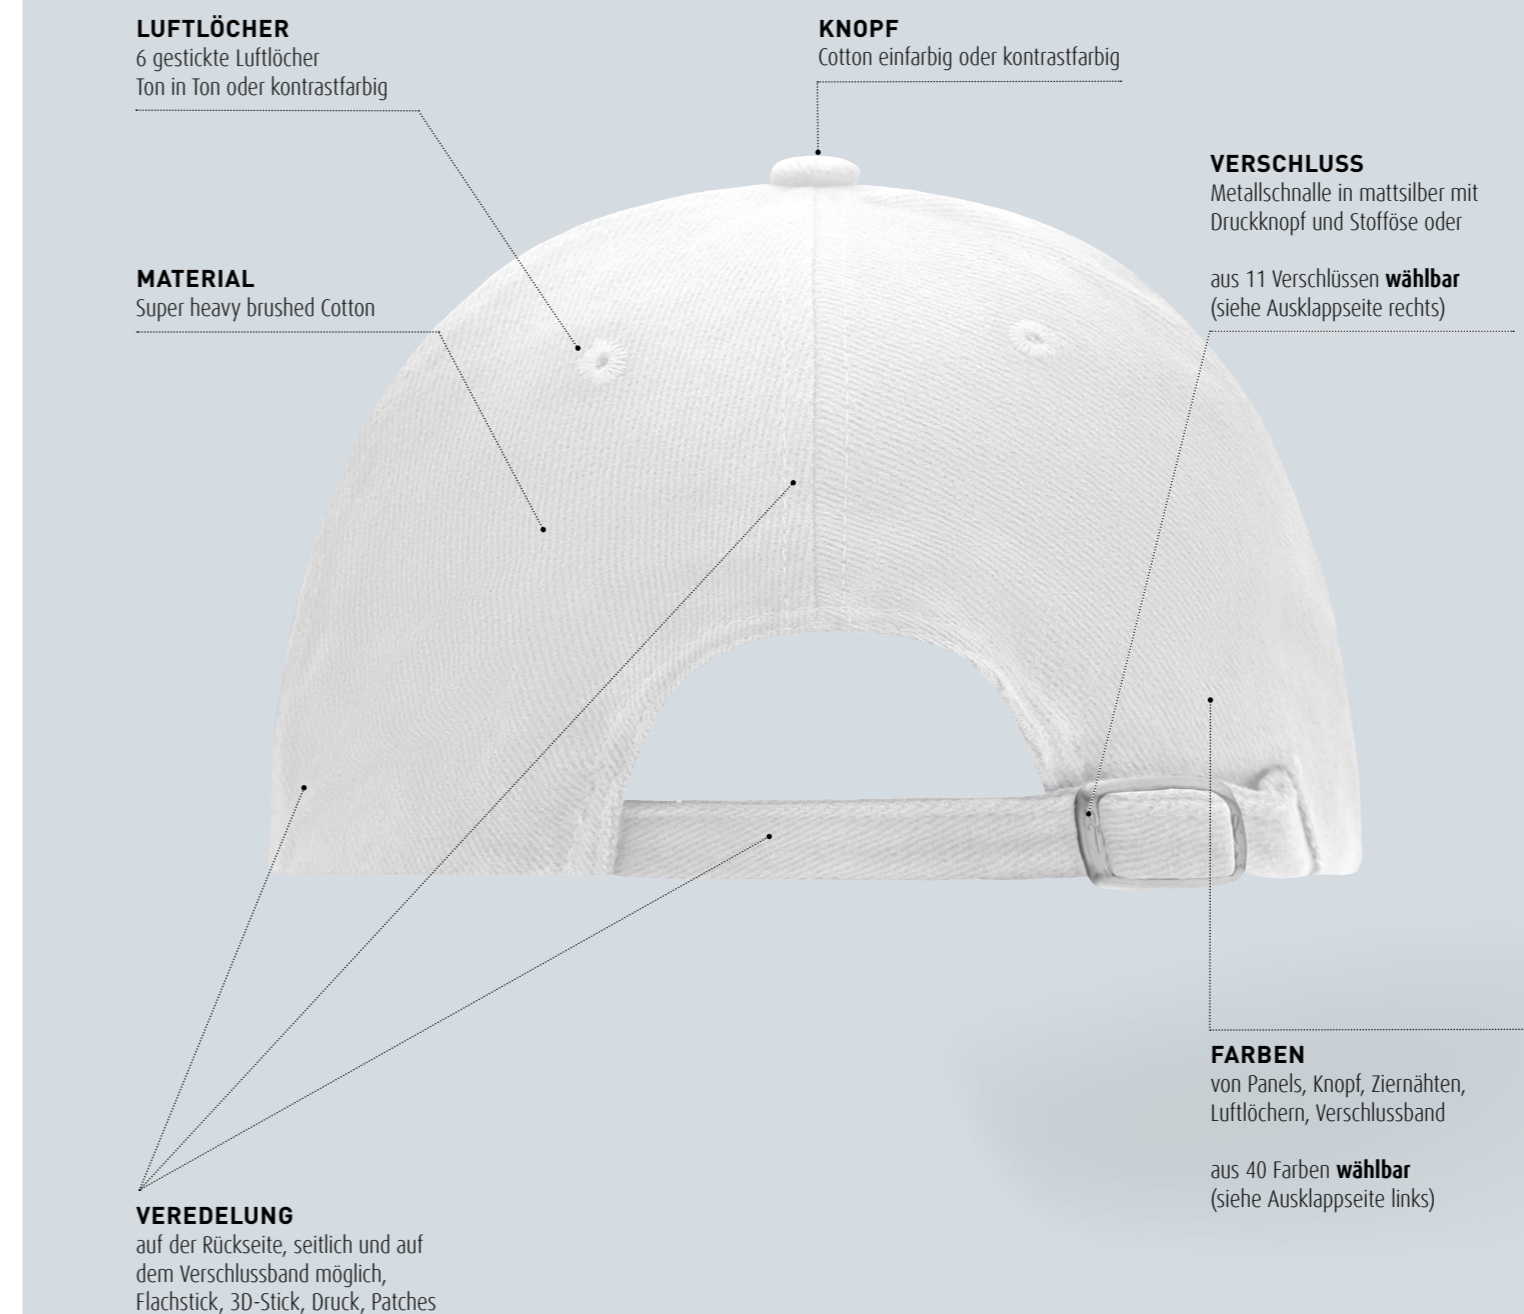 LUFTLÖCHER
6 gestickte Luftlöcher
Ton in Ton oder kontrastfarbig
KNOPF
Cotton einfarbig oder kontrastfarbig
VERSCHLUSS
Metallschnalle in mattsilber mit
Druckknopf und Stofföse oder
aus 11 Verschlüssen wählbar
(siehe Ausklappseite rechts)
MATERIAL
Super heavy brushed Cotton
FARBEN
von Panels, Knopf, Ziernähten,
Luftlöchern, Verschlussband
aus 40 Farben wählbar
(siehe Ausklappseite links)
VEREDELUNG
auf der Rückseite, seitlich und auf
dem Verschlussband möglich,
Flachstick, 3D-Stick, Druck, Patches